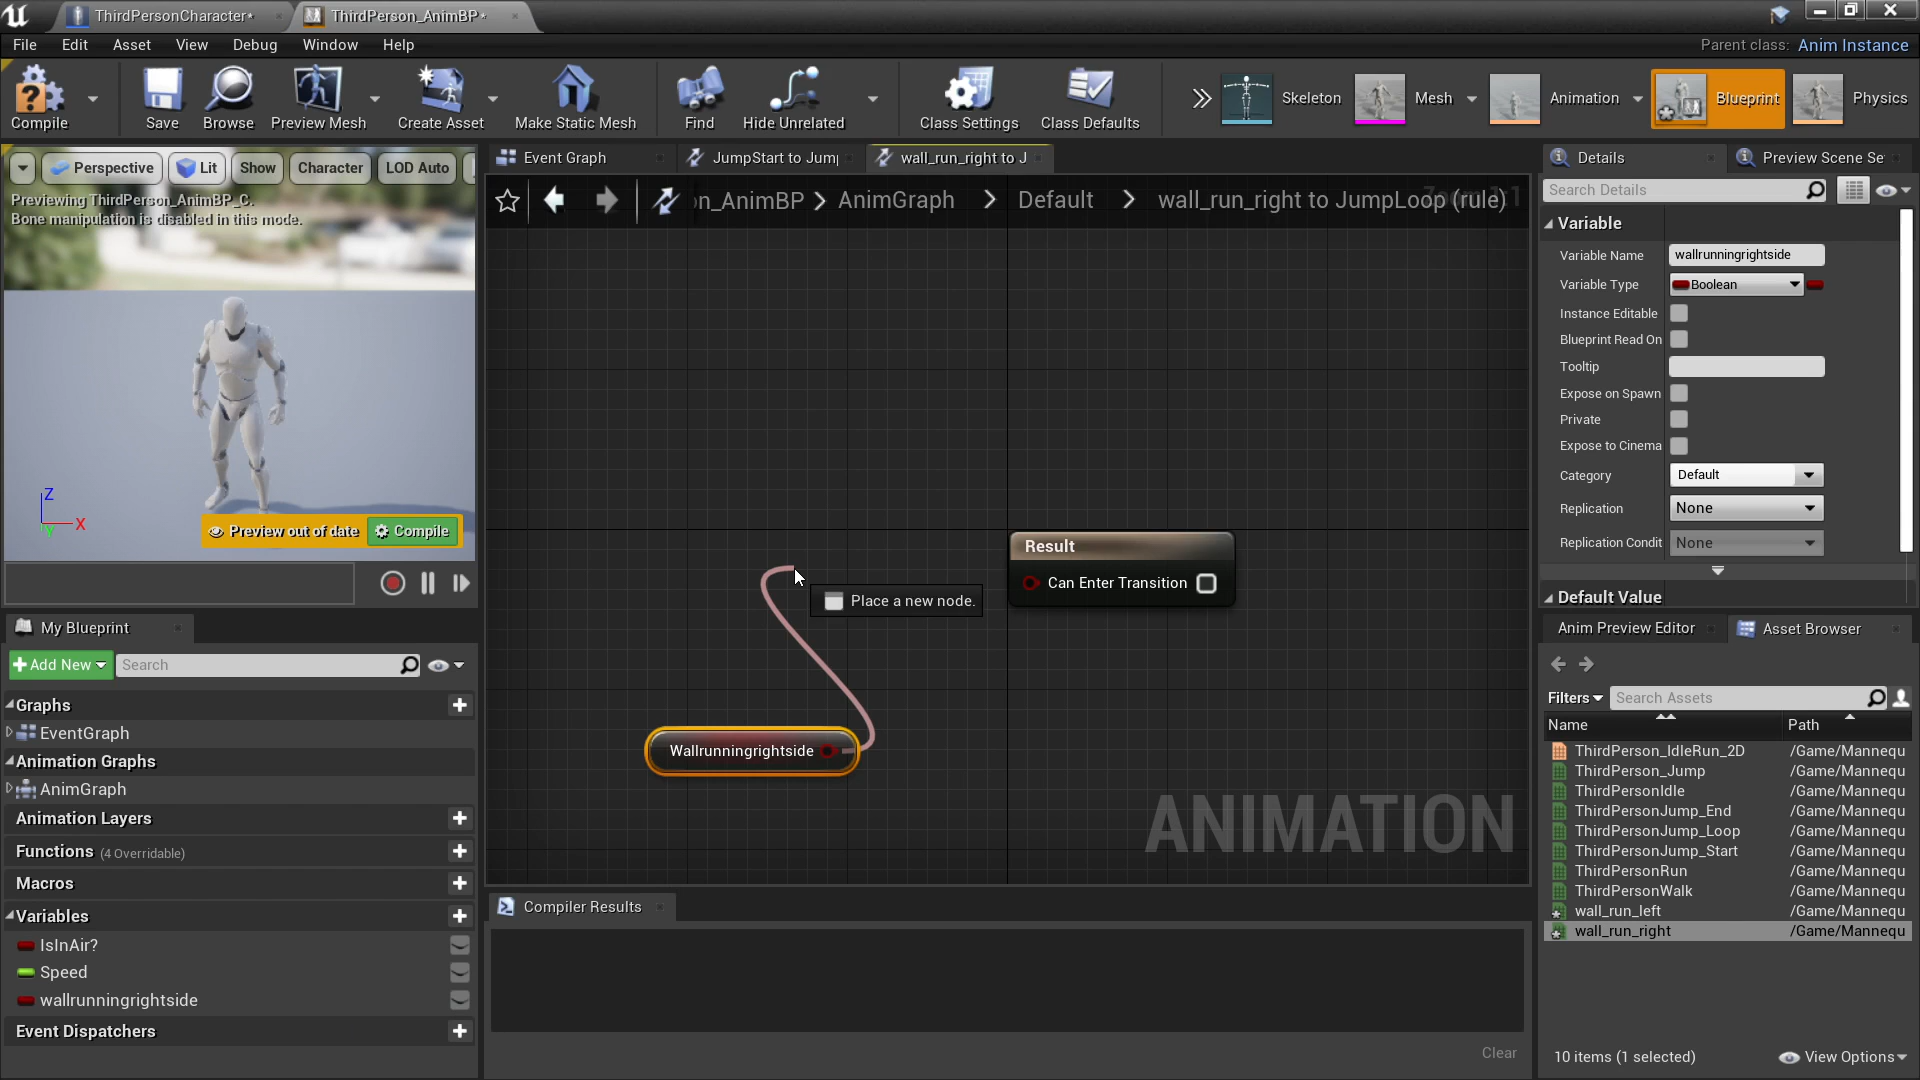 ThirdPersonCharacter*
ThirdPerson_AnimBP*
File Edit Asset View Debug Window Help
Parent class: Anim Instance
Compile
Save
Browse
Preview Mesh
Create Asset
Make Static Mesh
Find
Hide Unrelated
Class Settings
Class Defaults
Skeleton
Mesh
Animation
Blueprint
Physics
Perspective
Lit
Show
Character
LOD Auto
Previewing ThirdPerson_AnimBP_C.
Bone manipulation is disabled in this mode.
Z
X
Y
Preview out of date
Compile
Event Graph
JumpStart to Jum
wall_run_right to J
on_AnimBP > AnimGraph > Default > wall_run_right to JumpLoop (rule)
Result
Can Enter Transition
Place a new node.
Wallrunningrightside
ANIMATION
Compiler Results
Clear
My Blueprint
Add New
Search
Graphs
EventGraph
Animation Graphs
AnimGraph
Animation Layers
Functions (4 Overridable)
Macros
Variables
IsInAir?
Speed
wallrunningrightside
Event Dispatchers
Details
Preview Scene Se
Search Details
Variable
Variable Name wallrunningrightside
Variable Type Boolean
Instance Editable
Blueprint Read On
Tooltip
Expose on Spawn
Private
Expose to Cinema
Category Default
Replication None
Replication Condit None
Default Value
Anim Preview Editor
Asset Browser
Filters
Search Assets
Name Path
ThirdPerson_IdleRun_2D /Game/Mannequ
ThirdPerson_Jump /Game/Mannequ
ThirdPersonIdle /Game/Mannequ
ThirdPersonJump_End /Game/Mannequ
ThirdPersonJump_Loop /Game/Mannequ
ThirdPersonJump_Start /Game/Mannequ
ThirdPersonRun /Game/Mannequ
ThirdPersonWalk /Game/Mannequ
wall_run_left /Game/Mannequ
wall_run_right /Game/Mannequ
10 items (1 selected)
View Options